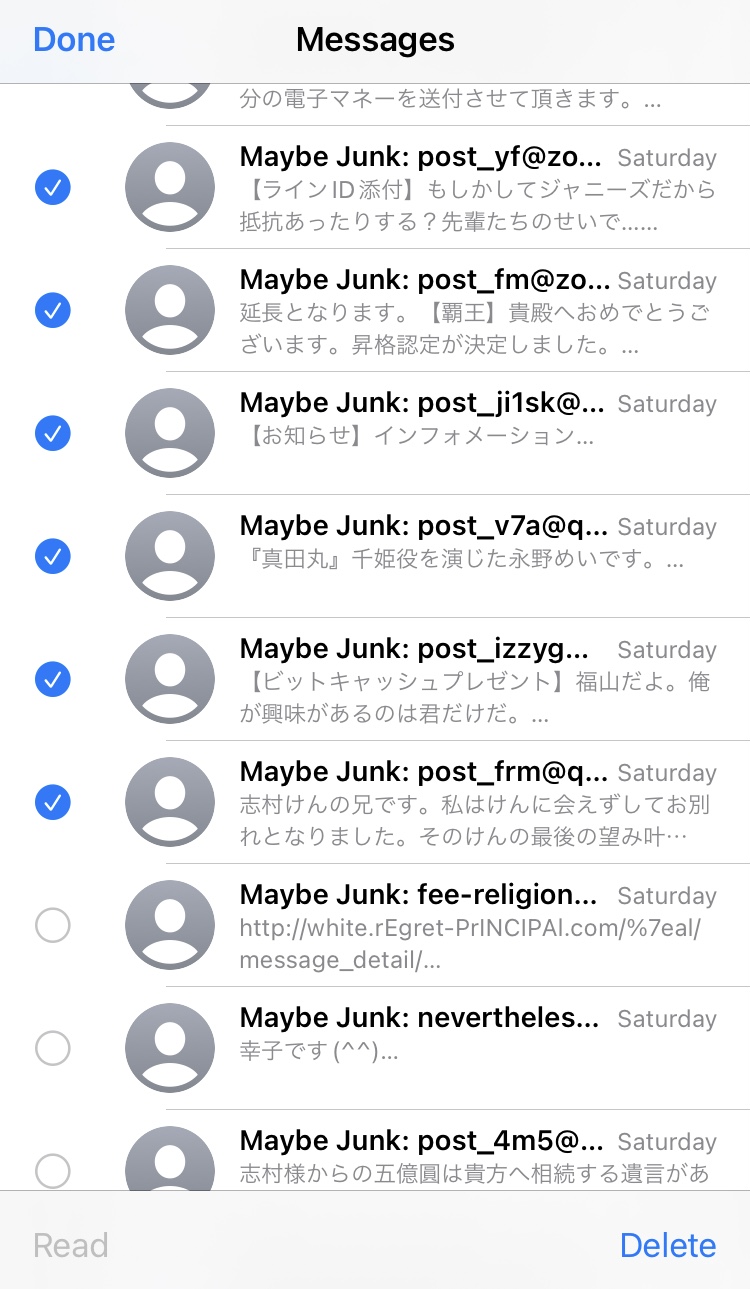 Done
Messages
分の電子マネーを送付させて頂きます。...
Maybe Junk: post_yf@zo... Saturday
【ラインID添付】もしかしてジャニーズだから
抵抗あったりする？先輩たちのせいで......
Maybe Junk: post_fm@zo... Saturday
延長となります。【覇王】貴殿へおめでとうご
ざいます。昇格認定が決定しました。...
Maybe Junk: post_ji1sk@... Saturday
【お知らせ】インフォメーション...
Maybe Junk: post_v7a@q... Saturday
『真田丸』千姫役を演じた永野めいです。...
Maybe Junk: post_izzyg... Saturday
【ビットキャッシュプレゼント】福山だよ。俺
が興味があるのは君だけだ。...
Maybe Junk: post_frm@q... Saturday
志村けんの兄です。私はけんに会えずしてお別
れとなりました。そのけんの最後の望み叶…
Maybe Junk: fee-religion... Saturday
http://white.rEgret-PrINCIPAl.com/%7eal/
message_detail/...
Maybe Junk: nevertheles... Saturday
幸子です(^^)...
Maybe Junk: post_4m5@... Saturday
志村様からの五億圓は貴方へ相続する遺言があ
Read
Delete